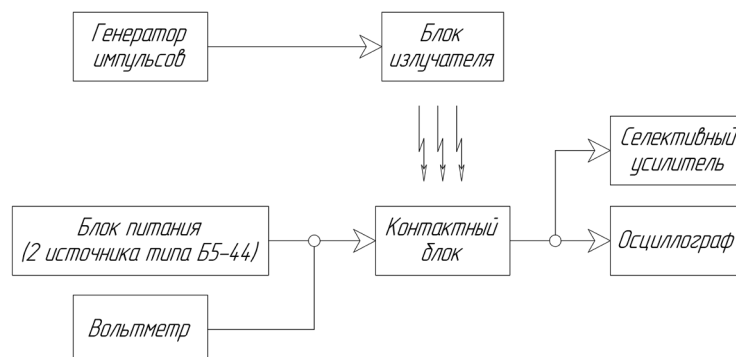 Генератор
импульсов
Блок
излучателя
Селективный
усилитель
Блок питания
(2 источника типа Б5-44)
Контактный
блок
Осциллограф
Вольтметр